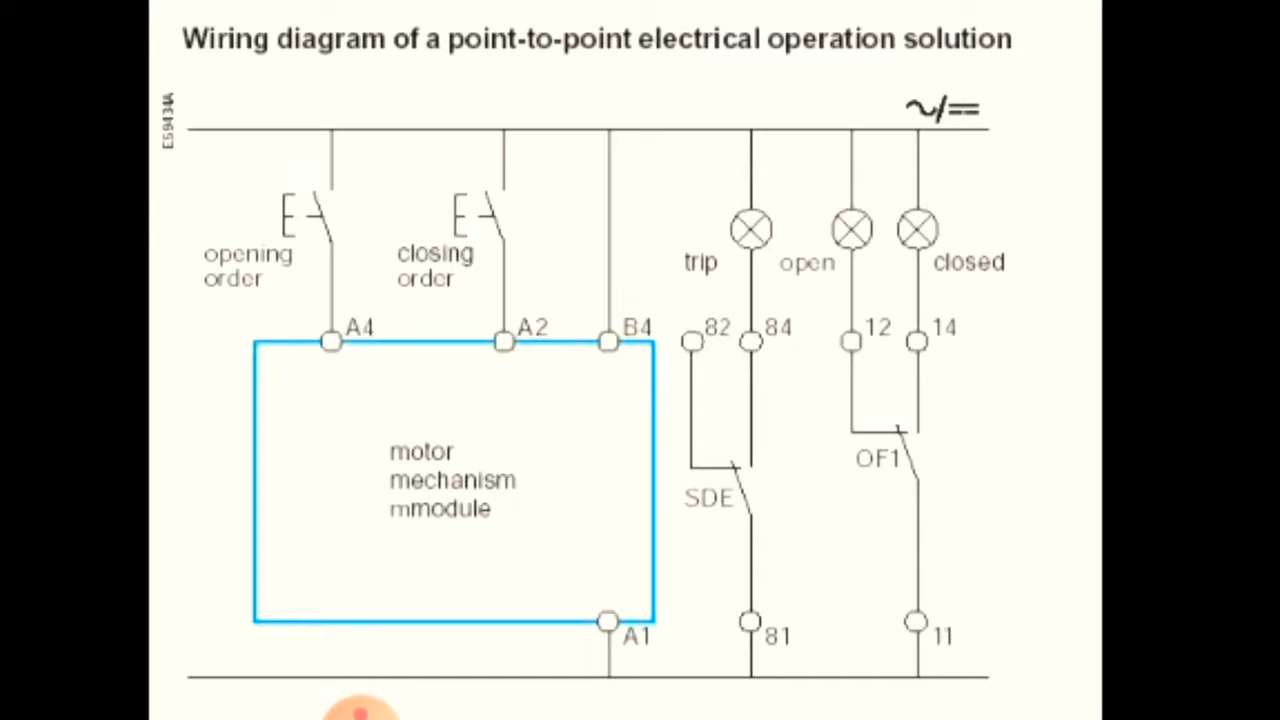 Wiring diagram of a point-to-point electrical operation solution
E59434A
~/==
opening
order
closing
order
trip
open
closed
A4
A2
B4
82
84
12
14
motor
mechanism
mmodule
SDE
OF1
A1
81
11